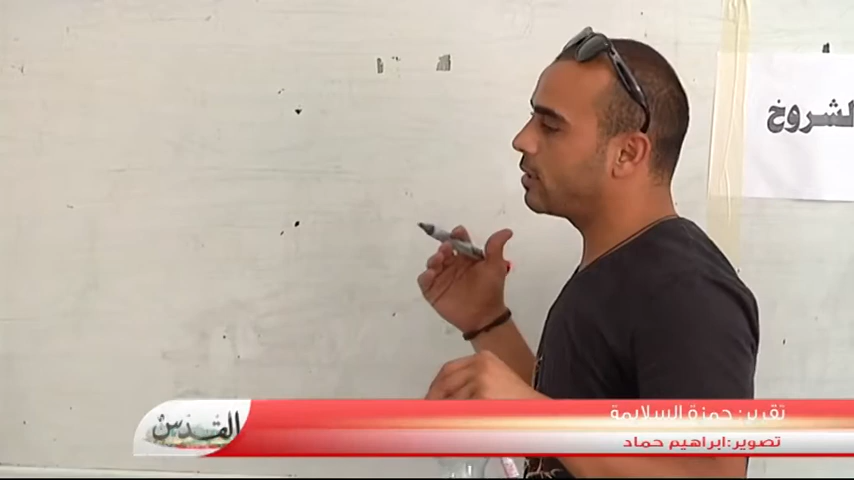 لشروخ
تقرير: حمزة السلايمة
القدس
تصوير: ابراهيم حماد